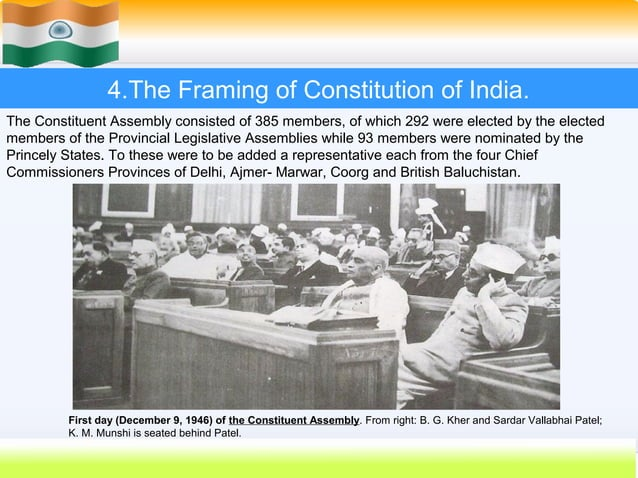 4.The Framing of Constitution of India.
The Constituent Assembly consisted of 385 members, of which 292 were elected by the elected
members of the Provincial Legislative Assemblies while 93 members were nominated by the
Princely States. To these were to be added a representative each from the four Chief
Commissioners Provinces of Delhi, Ajmer- Marwar, Coorg and British Baluchistan.
First day (December 9, 1946) of the Constituent Assembly. From right: B. G. Kher and Sardar Vallabhai Patel;
K. M. Munshi is seated behind Patel.